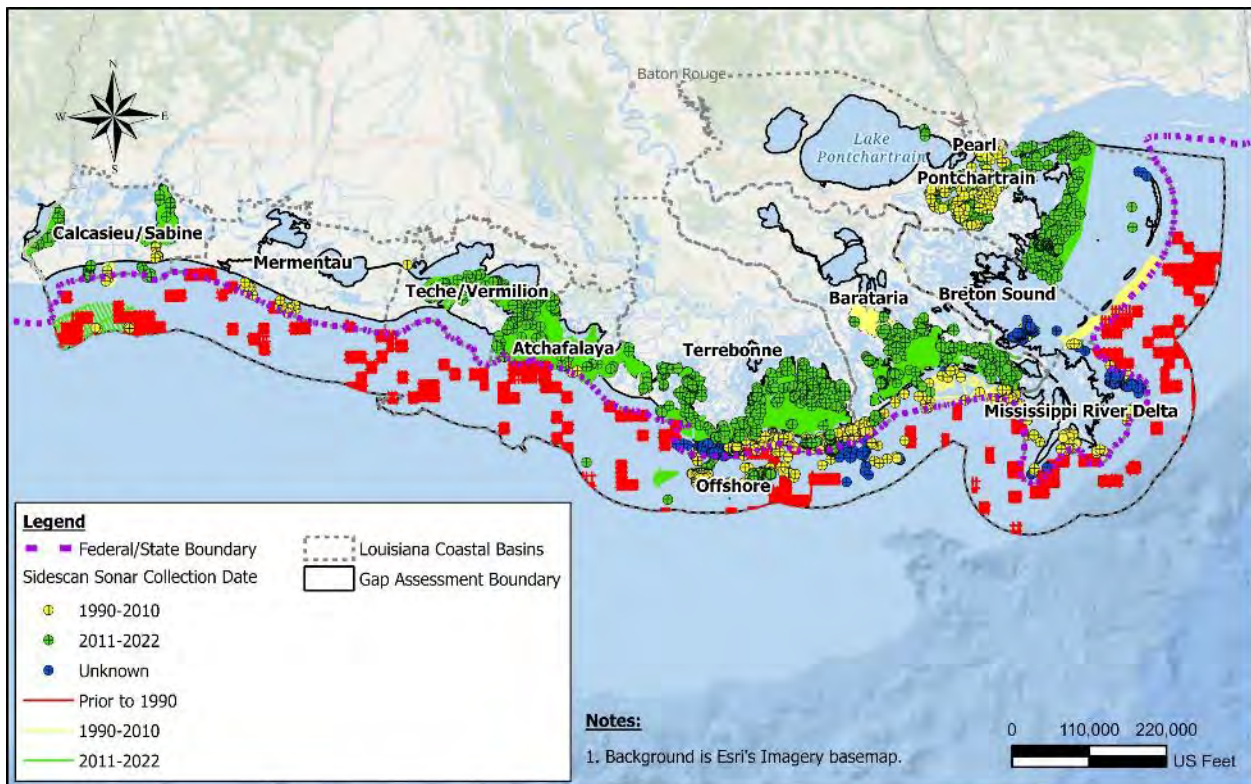 Baton Rouge
N
W E
S
Lake
Pontchartrain
Pearl
Pontchartrain
Calcasieu/Sabine
Mermentau
Teche/Vermilion
Barataria
Breton Sound
Atchafalaya
Terrebonne
Mississippi River Delta
Offshore
Legend
Federal/State Boundary
Louisiana Coastal Basins
Sidescan Sonar Collection Date
Gap Assessment Boundary
1990-2010
2011-2022
Unknown
Prior to 1990
1990-2010
2011-2022
Notes:
1. Background is Esri's Imagery basemap.
0 110,000 220,000
US Feet